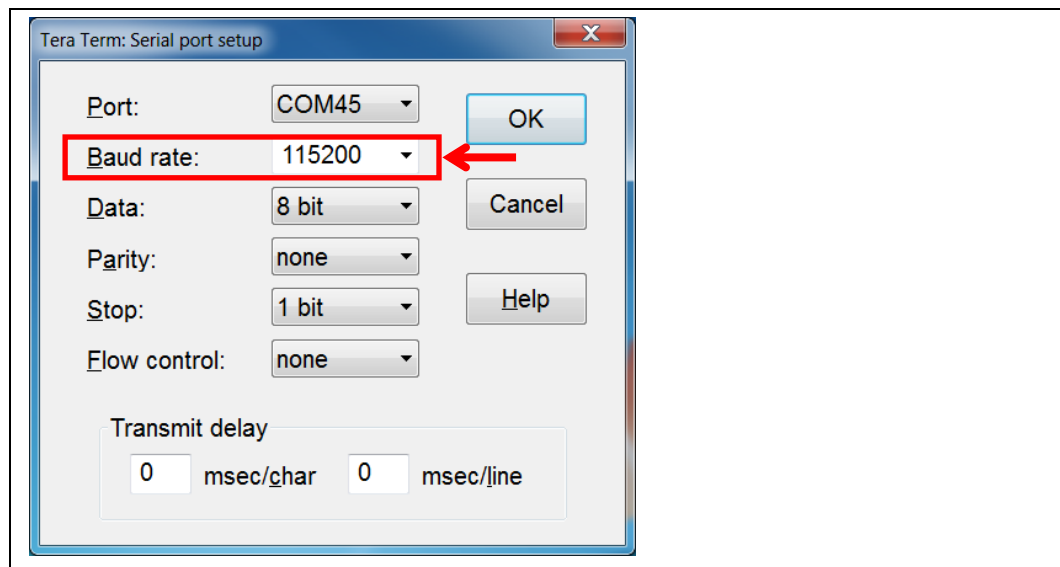 Tera Term: Serial port setup
Port: COM45
OK
Baud rate: 115200
Data: 8 bit
Cancel
Parity: none
Stop: 1 bit
Help
Flow control: none
Transmit delay
0 msec/char 0 msec/line